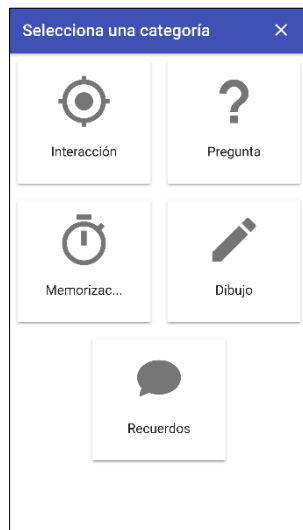 Selecciona una categoría
Interacción
Pregunta
Memorizac...
Dibujo
Recuerdos